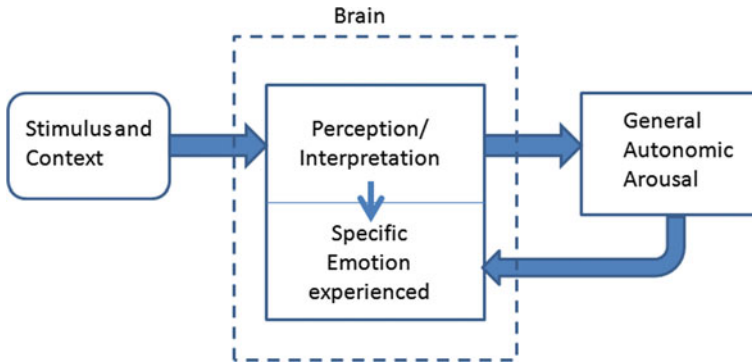 Brain
Stimulus and
Context
Perception/
Interpretation
Specific
Emotion
experienced
General
Autonomic
Arousal